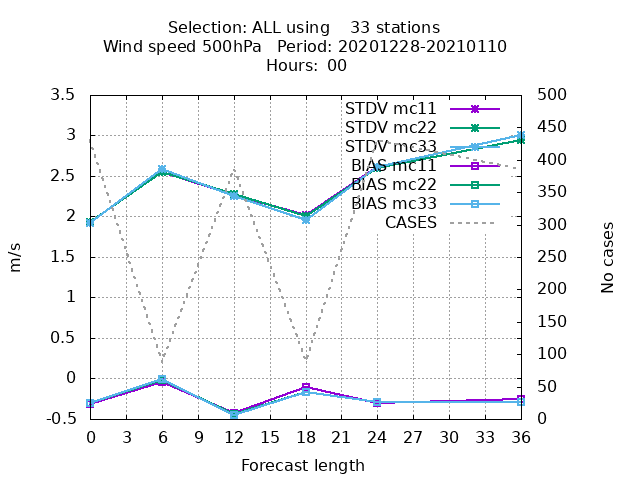 Selection: ALL using 33 stations
Wind speed 500hPa Period: 20201228-20210110
Hours: 00
3.5
3
2.5
2
1.5
1
0.5
0
-0.5
m/s
STDV mc11
STDV mc22
STDV mc33
BIAS mc11
BIAS mc22
BIAS mc33
CASES
500
450
400
350
300
250
200
150
100
50
0
No cases
0 3 6 9 12 15 18 21 24 27 30 33 36
Forecast length